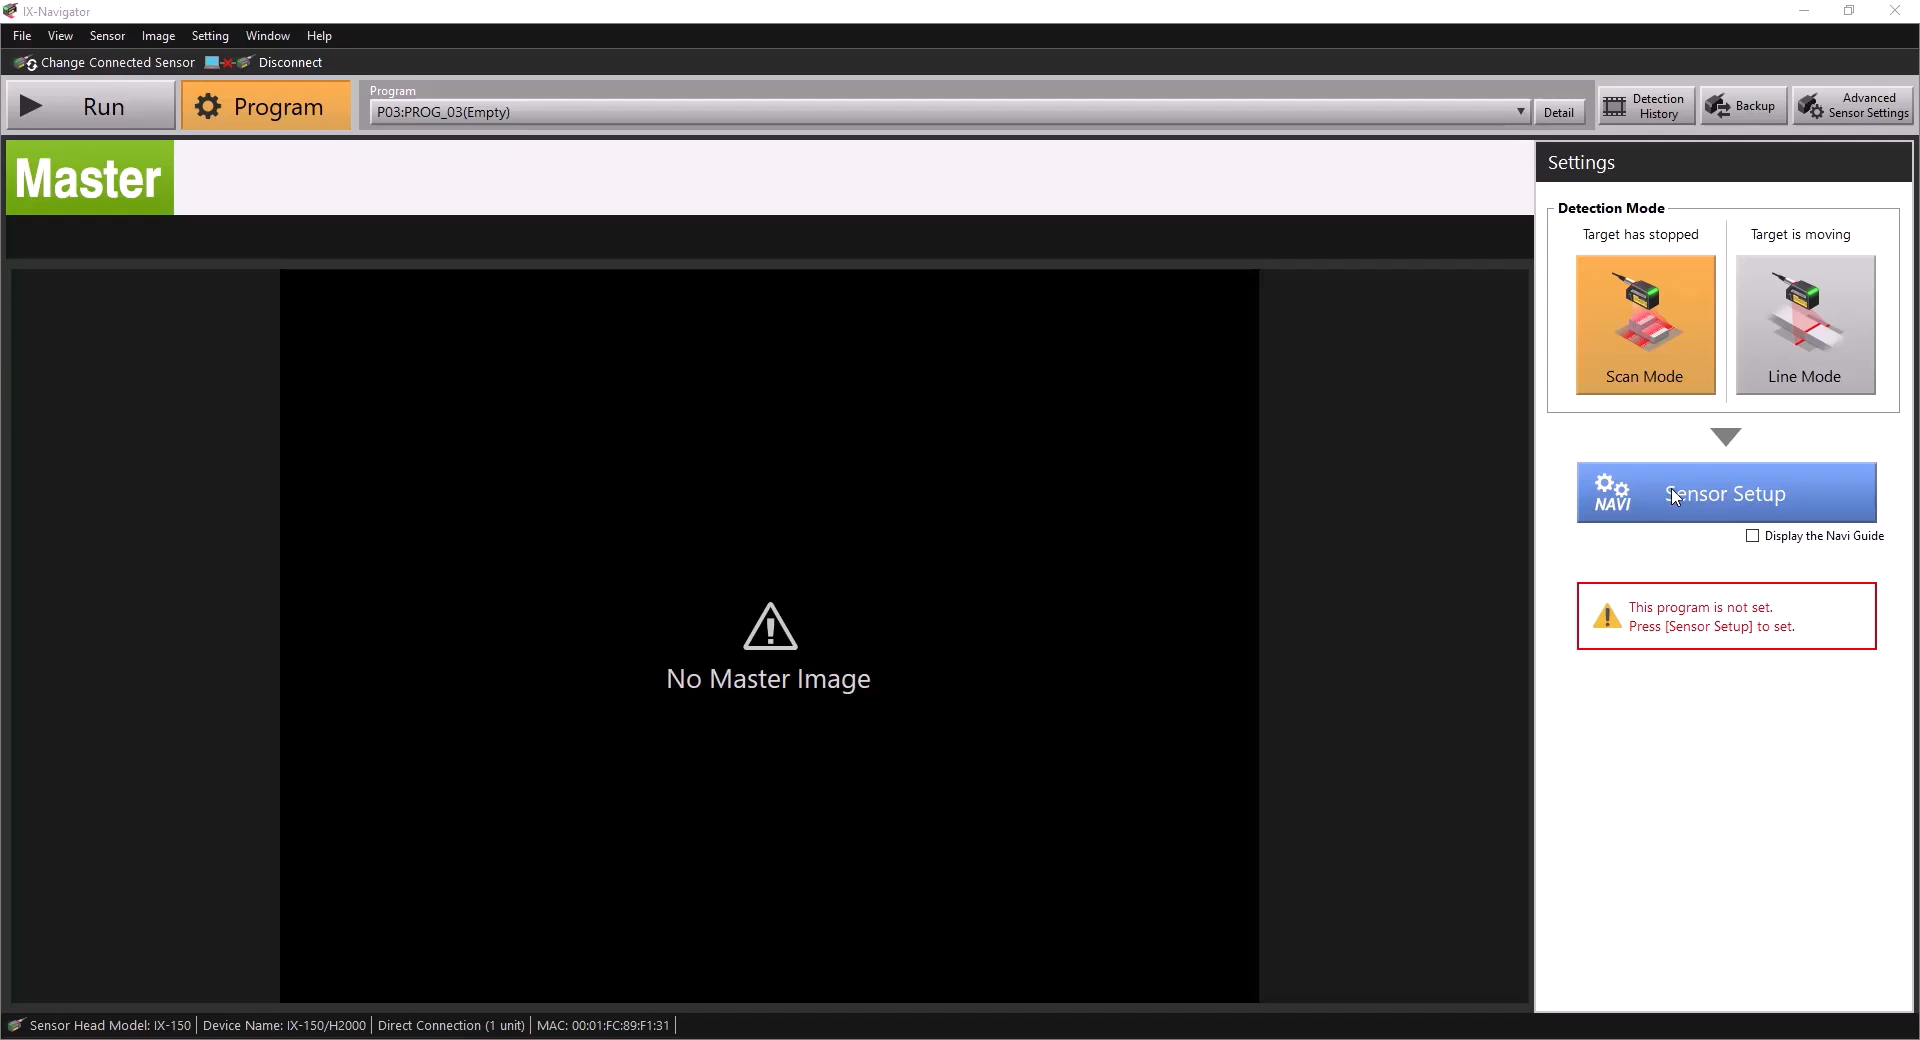 IX-Navigator
File View Sensor Image Setting Window Help
Change Connected Sensor Disconnect
Run
Program
Program
P03:PROG_03(Empty)
Detail
Detection
History
Backup
Advanced
Sensor Settings
Master
Settings
Detection Mode
Target has stopped
Target is moving
Scan Mode
Line Mode
NAVI
Sensor Setup
Display the Navi Guide
This program is not set.
Press [Sensor Setup] to set.
No Master Image
Sensor Head Model: IX-150 Device Name: IX-150/H2000 Direct Connection (1 unit) MAC: 00:01:FC:89:F1:31